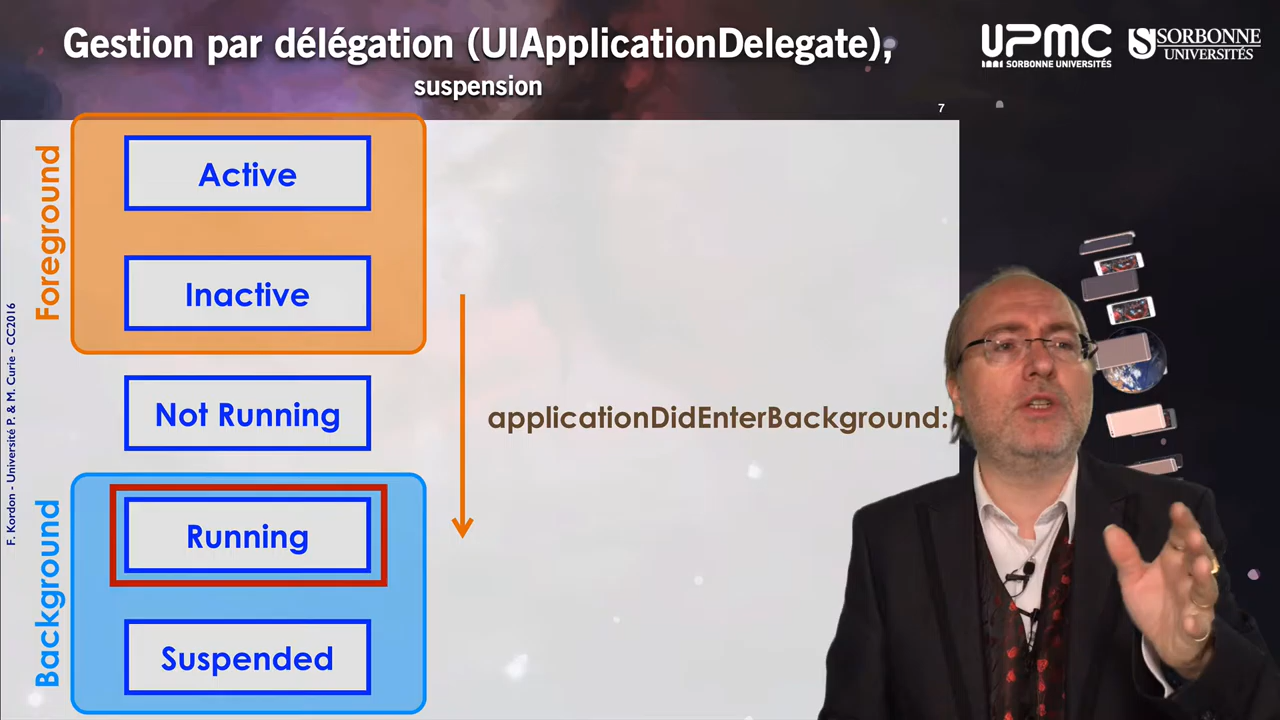 Gestion par délégation (UIApplicationDelegate),
suspension
UPMC
SORBONNE UNIVERSITÉS
SORBONNE
UNIVERSITÉS
7
Foreground
Active
Inactive
Not Running
applicationDidEnterBackground:
Background
Running
Suspended
F. Kordon - Université P. & M. Curie - CC2016